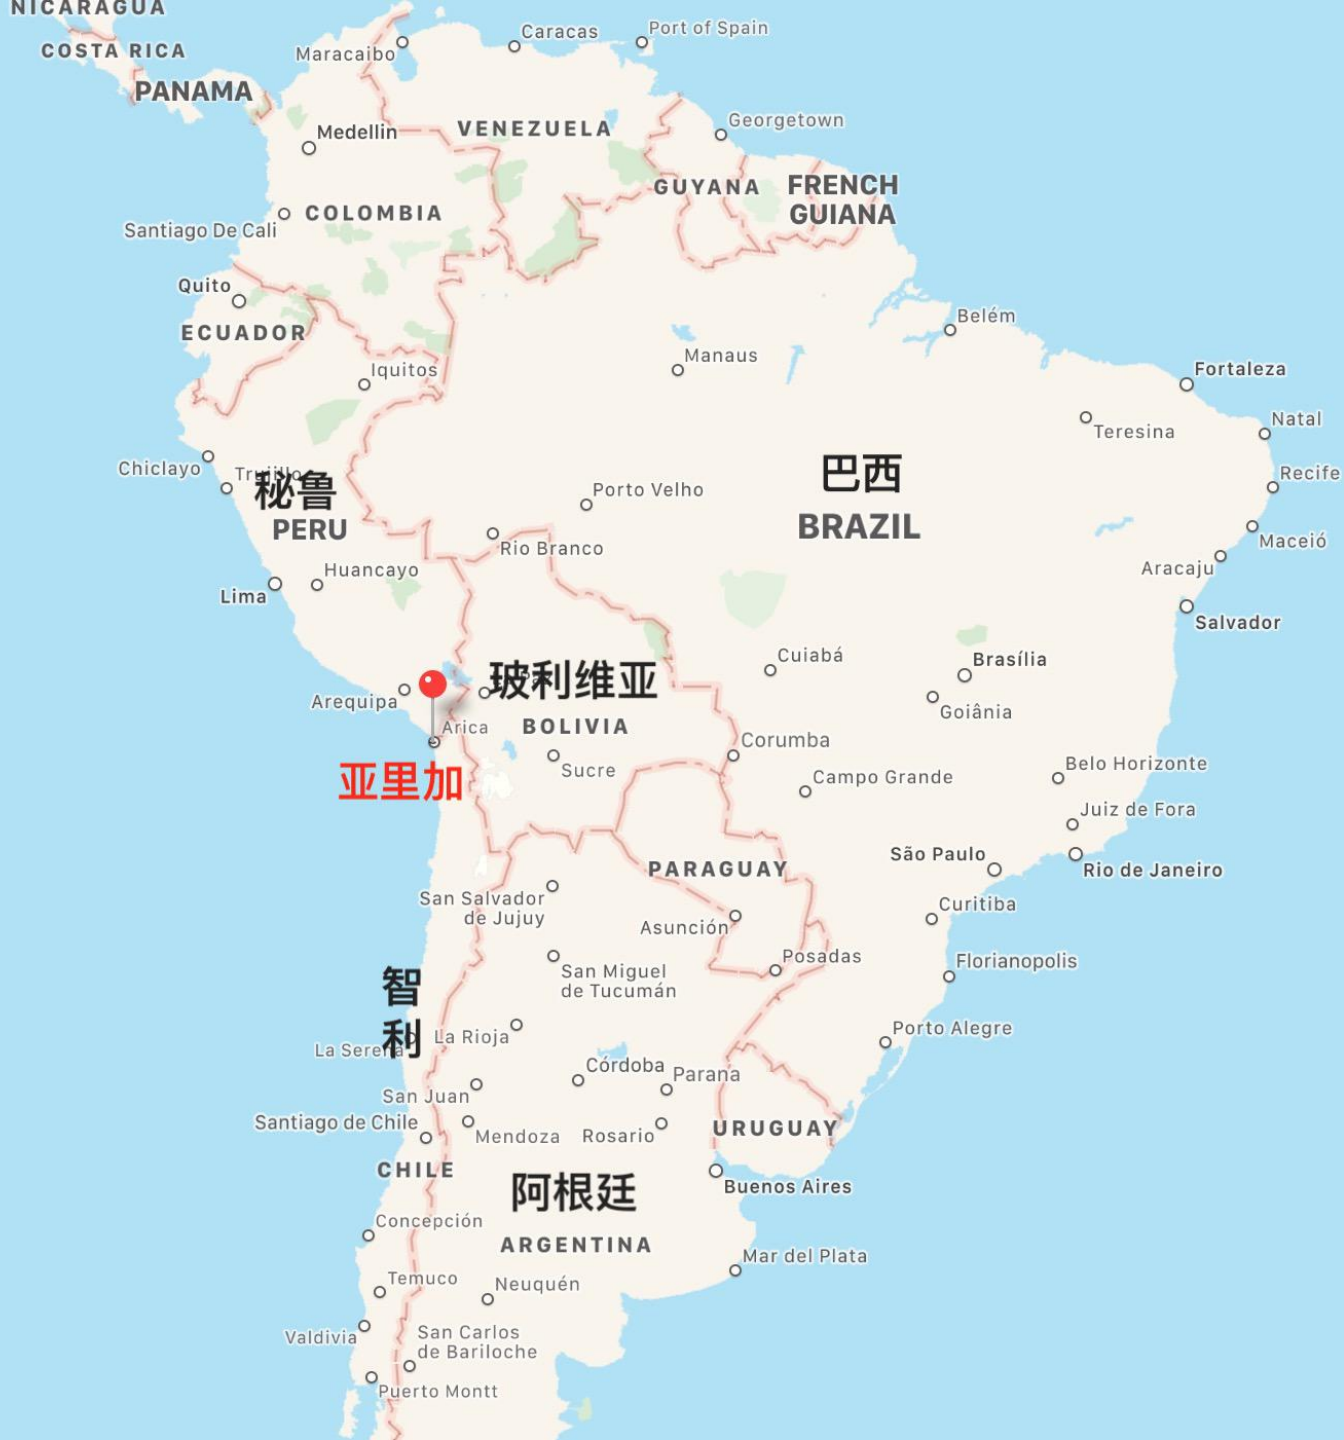 NICARAGUA
COSTA RICA
PANAMA
Maracaibo
Caracas
Port of Spain
Medellin
VENEZUELA
Georgetown
GUYANA
FRENCH
GUIANA
COLOMBIA
Santiago De Cali
Quito
ECUADOR
Iquitos
Manaus
Belém
Fortaleza
Natal
Teresina
Recife
Chiclayo
Trujillo
秘鲁
PERU
Porto Velho
巴西
BRAZIL
Rio Branco
Maceió
Aracaju
Huancayo
Lima
Salvador
Cuiabá
Brasília
Goiânia
玻利维亚
BOLIVIA
Arequipa
Arica
亚里加
Sucre
Corumba
Campo Grande
Belo Horizonte
Juiz de Fora
São Paulo
Rio de Janeiro
PARAGUAY
San Salvador
de Jujuy
Asunción
Curitiba
Posadas
Florianopolis
San Miguel
de Tucumán
智
利
La Serena
La Rioja
Porto Alegre
Córdoba
Parana
San Juan
Santiago de Chile
Mendoza
Rosario
URUGUAY
CHILE
阿根廷
ARGENTINA
Buenos Aires
Concepción
Mar del Plata
Temuco
Neuquén
Valdivia
San Carlos
de Bariloche
Puerto Montt